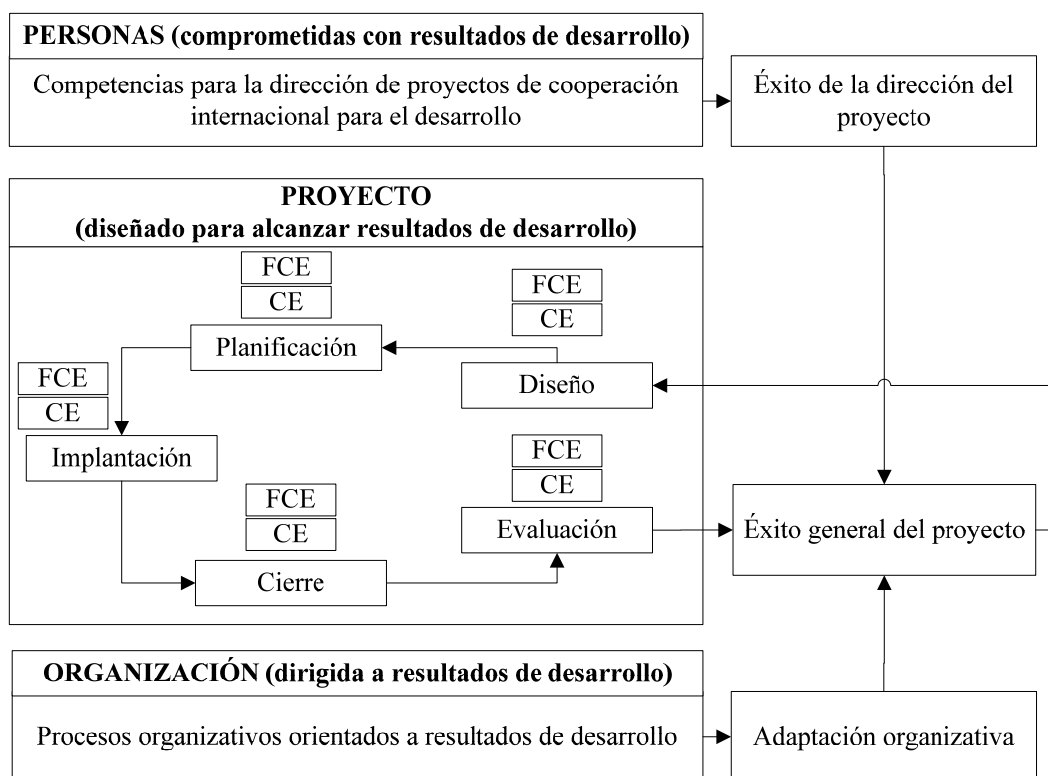 PERSONAS (comprometidas con resultados de desarrollo)
Competencias para la dirección de proyectos de cooperación
internacional para el desarrollo
Éxito de la dirección del
proyecto
PROYECTO
(diseñado para alcanzar resultados de desarrollo)
FCE
CE
Planificación
FCE
CE
Diseño
FCE
CE
Implantación
FCE
CE
Evaluación
FCE
CE
Cierre
Éxito general del proyecto
ORGANIZACIÓN (dirigida a resultados de desarrollo)
Procesos organizativos orientados a resultados de desarrollo
Adaptación organizativa